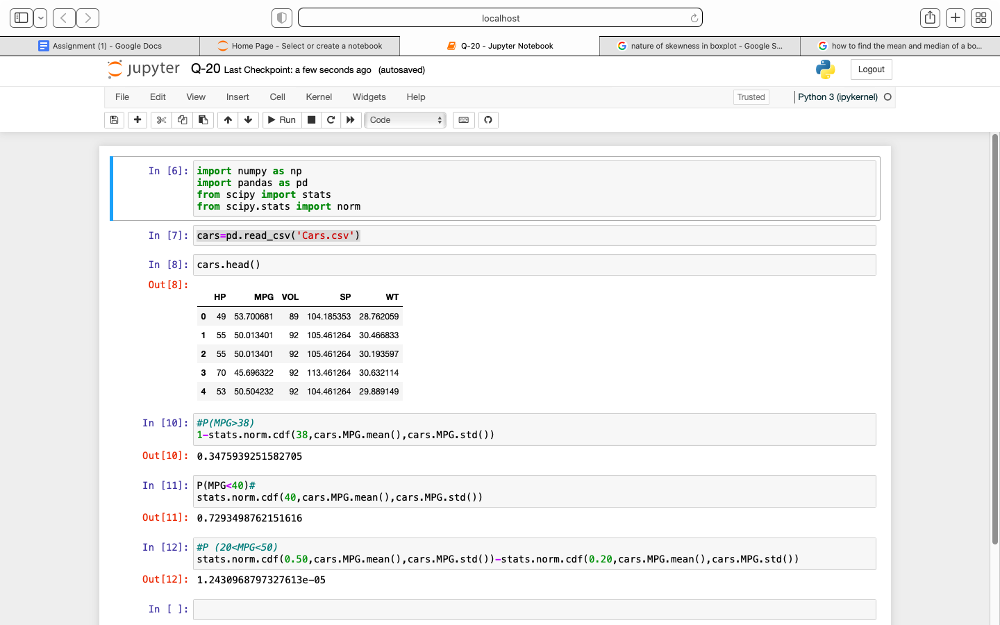 localhost
Assignment (1) - Google Docs
Home Page - Select or create a notebook
Q-20 - Jupyter Notebook
nature of skewness in boxplot - Google S...
how to find the mean and median of a bo...
jupyter Q-20 Last Checkpoint: a few seconds ago (autosaved)
Logout
File Edit View Insert Cell Kernel Widgets Help
Trusted
Python 3 (ipykernel)
Run
Code
In [6]: import numpy as np
import pandas as pd
from scipy import stats
from scipy.stats import norm
In [7]: cars=pd.read_csv('Cars.csv')
In [8]: cars.head()
Out[8]:
HP MPG VOL SP WT
0 49 53.700681 89 104.185353 28.762059
1 55 50.013401 92 105.461264 30.466833
2 55 50.013401 92 105.461264 30.193597
3 70 45.696322 92 113.461264 30.632114
4 53 50.504232 92 104.461264 29.889149
In [10]: #P(MPG>38)
1-stats.norm.cdf(38,cars.MPG.mean(),cars.MPG.std())
Out[10]: 0.3475939251582705
In [11]: P(MPG<40)#
stats.norm.cdf(40,cars.MPG.mean(),cars.MPG.std())
Out[11]: 0.7293498762151616
In [12]: #P (20<MPG<50)
stats.norm.cdf(0.50,cars.MPG.mean(),cars.MPG.std())-stats.norm.cdf(0.20,cars.MPG.mean(),cars.MPG.std())
Out[12]: 1.2430968797327613e-05
In [ ]: